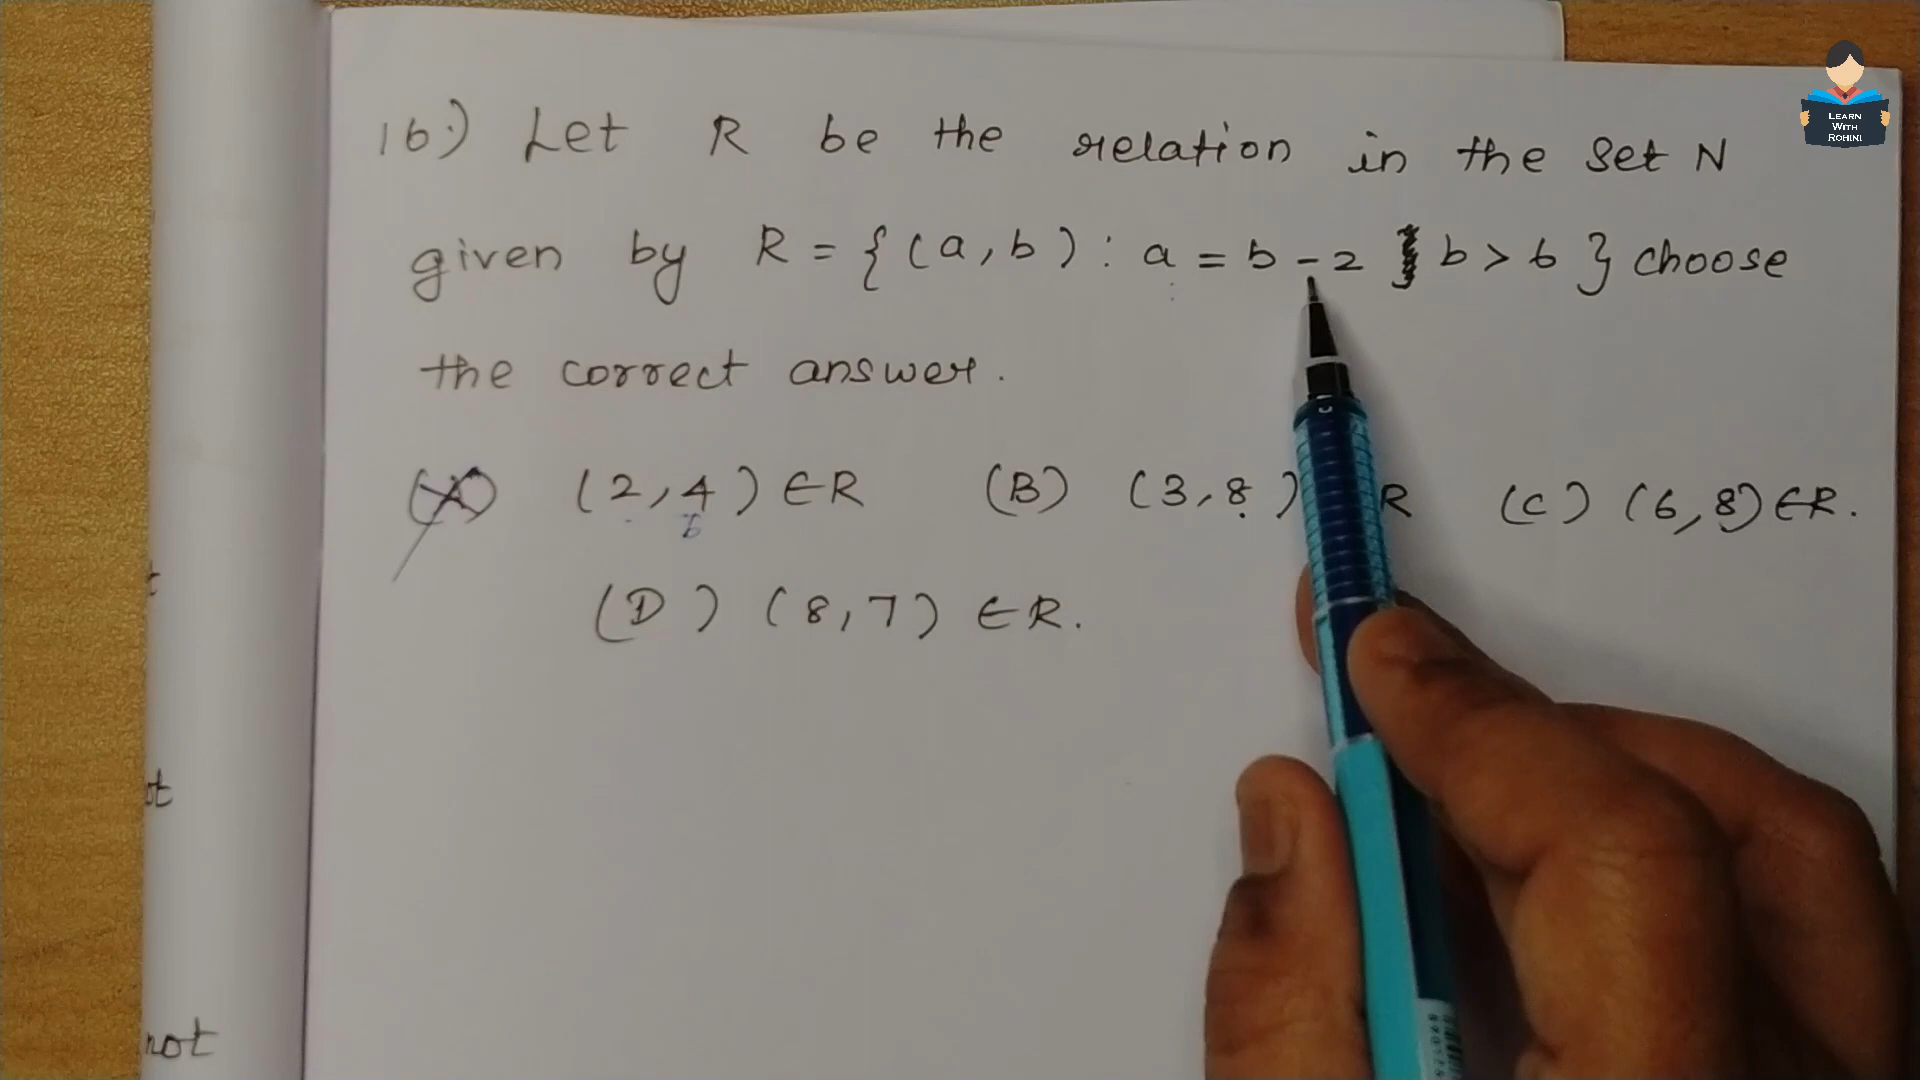 16.) Let R be the relation in the set N
given by R = { (a, b) : a = b - 2 b > 6 } choose
the correct answer.
(A) (2, 4) ∈ R (B) (3, 8) R (C) (6, 8) ∈ R.
6
(D) (8, 7) ∈ R.
not
LEARN
WITH
ROHINI